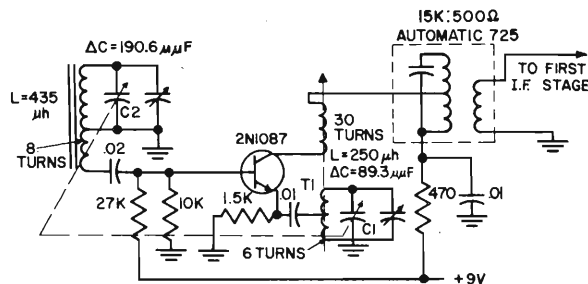 15K:500Ω
AUTOMATIC 725
ΔC=190.6μμF
TO FIRST
I.F. STAGE
L=435
μh
C2
30
TURNS
8
TURNS
.02
2N1087
L=250μh
ΔC=89.3μμF
T1
27K
10K
1.5K
.01
470
.01
C1
6 TURNS
+9V